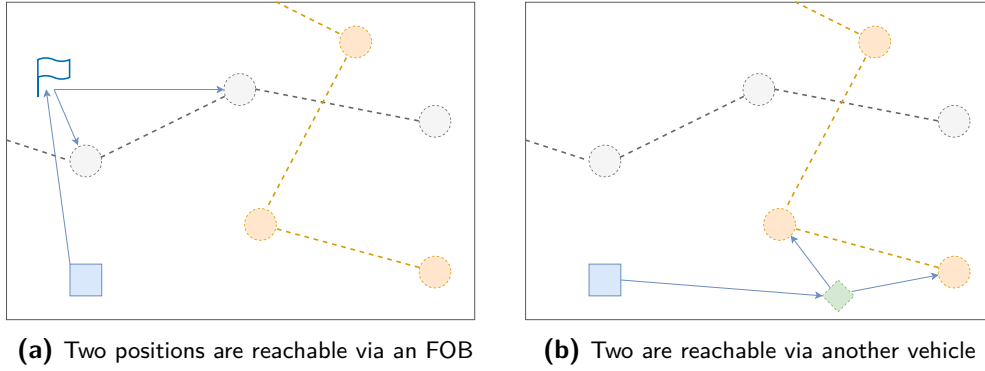 (a) Two positions are reachable via an FOB
(b) Two are reachable via another vehicle